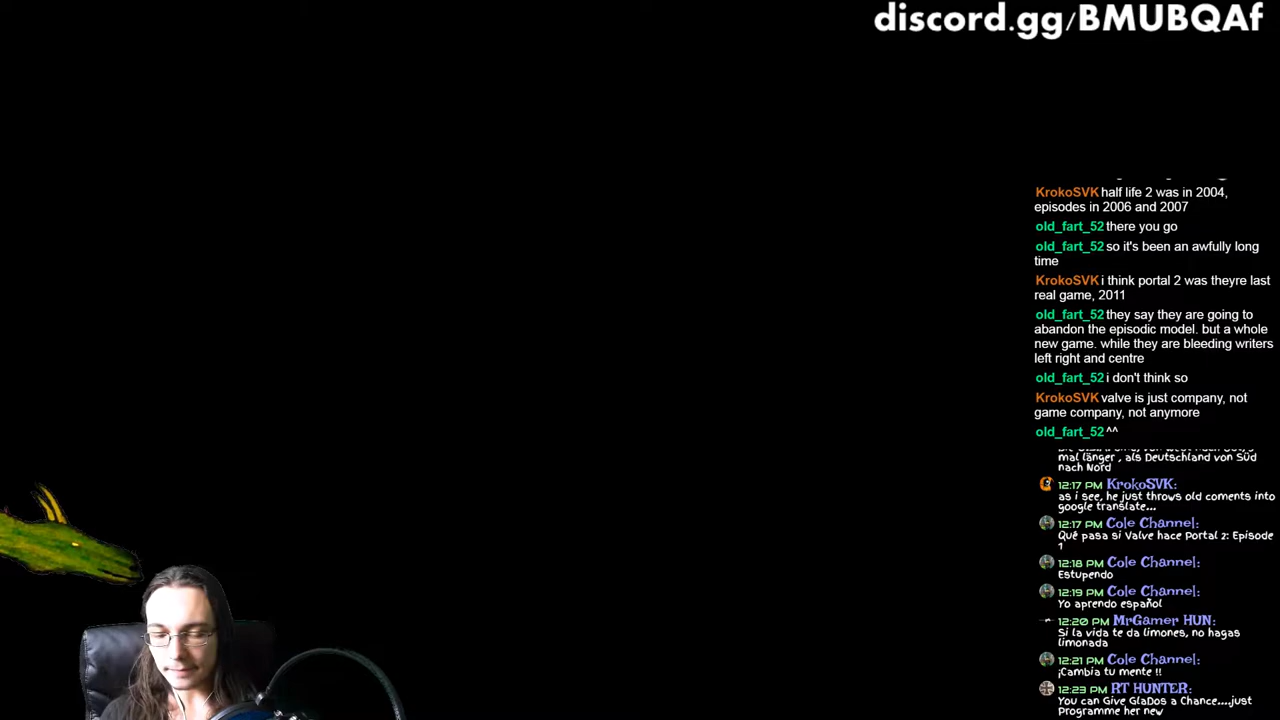 discord.gg/BMUBQAf
KrokoSVK half life 2 was in 2004,
episodes in 2006 and 2007
old_fart_52 there you go
old_fart_52 so it's been an awfully long
time
KrokoSVK i think portal 2 was theyre last
real game, 2011
old_fart_52 they say they are going to
abandon the episodic model. but a whole
new game. while they are bleeding writers
left right and centre
old_fart_52 i don't think so
KrokoSVK valve is just company, not
game company, not anymore
old_fart_52 ^^
mal länger , als Deutschland von Süd
nach Nord
12:17 PM KrokoSVK:
as i see, he just throws old coments into
google translate...
12:17 PM Cole Channel:
Qué pasa si Valve hace Portal 2: Episode
1
12:18 PM Cole Channel:
Estupendo
12:19 PM Cole Channel:
Yo aprendo español
12:20 PM MrGamer HUN:
Si la vida te da limones, no hagas
limonada
12:21 PM Cole Channel:
¡Cambia tu mente !!
12:23 PM RT HUNTER:
You can Give GlaDos a Chance....just
Programme her new